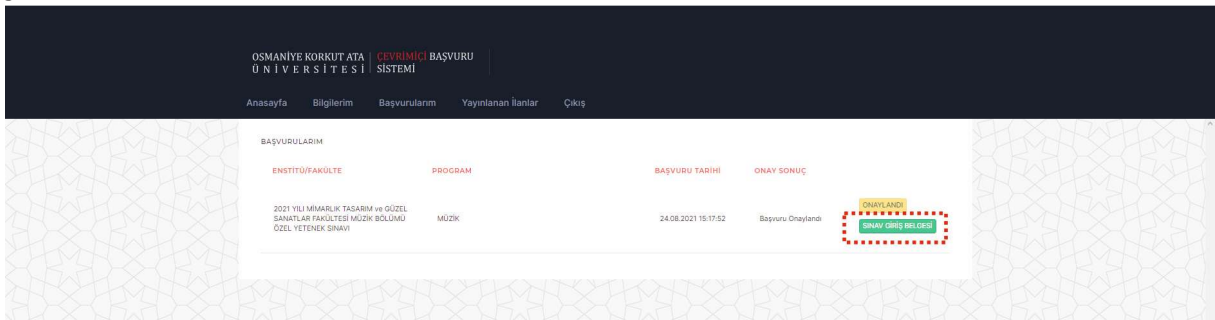 OSMANİYE KORKUT ATA ÇEVRİMİÇİ BAŞVURU
ÜNİVERSİTESİ SİSTEMİ
Anasayfa Bilgilerim Başvurularım Yayınlanan İlanlar Çıkış
BAŞVURULARIM
ENSTİTÜ/FAKÜLTE PROGRAM BAŞVURU TARİHİ ONAY SONUÇ
2021 YILI MİMARLIK TASARIM ve GÜZEL
SANATLAR FAKÜLTESİ MÜZİK BÖLÜMÜ
ÖZEL YETENEK SINAVI
MÜZİK
24.08.2021 15:17:52
Başvuru Onaylandı
ONAYLANDI
SINAV GİRİŞ BELGESİ